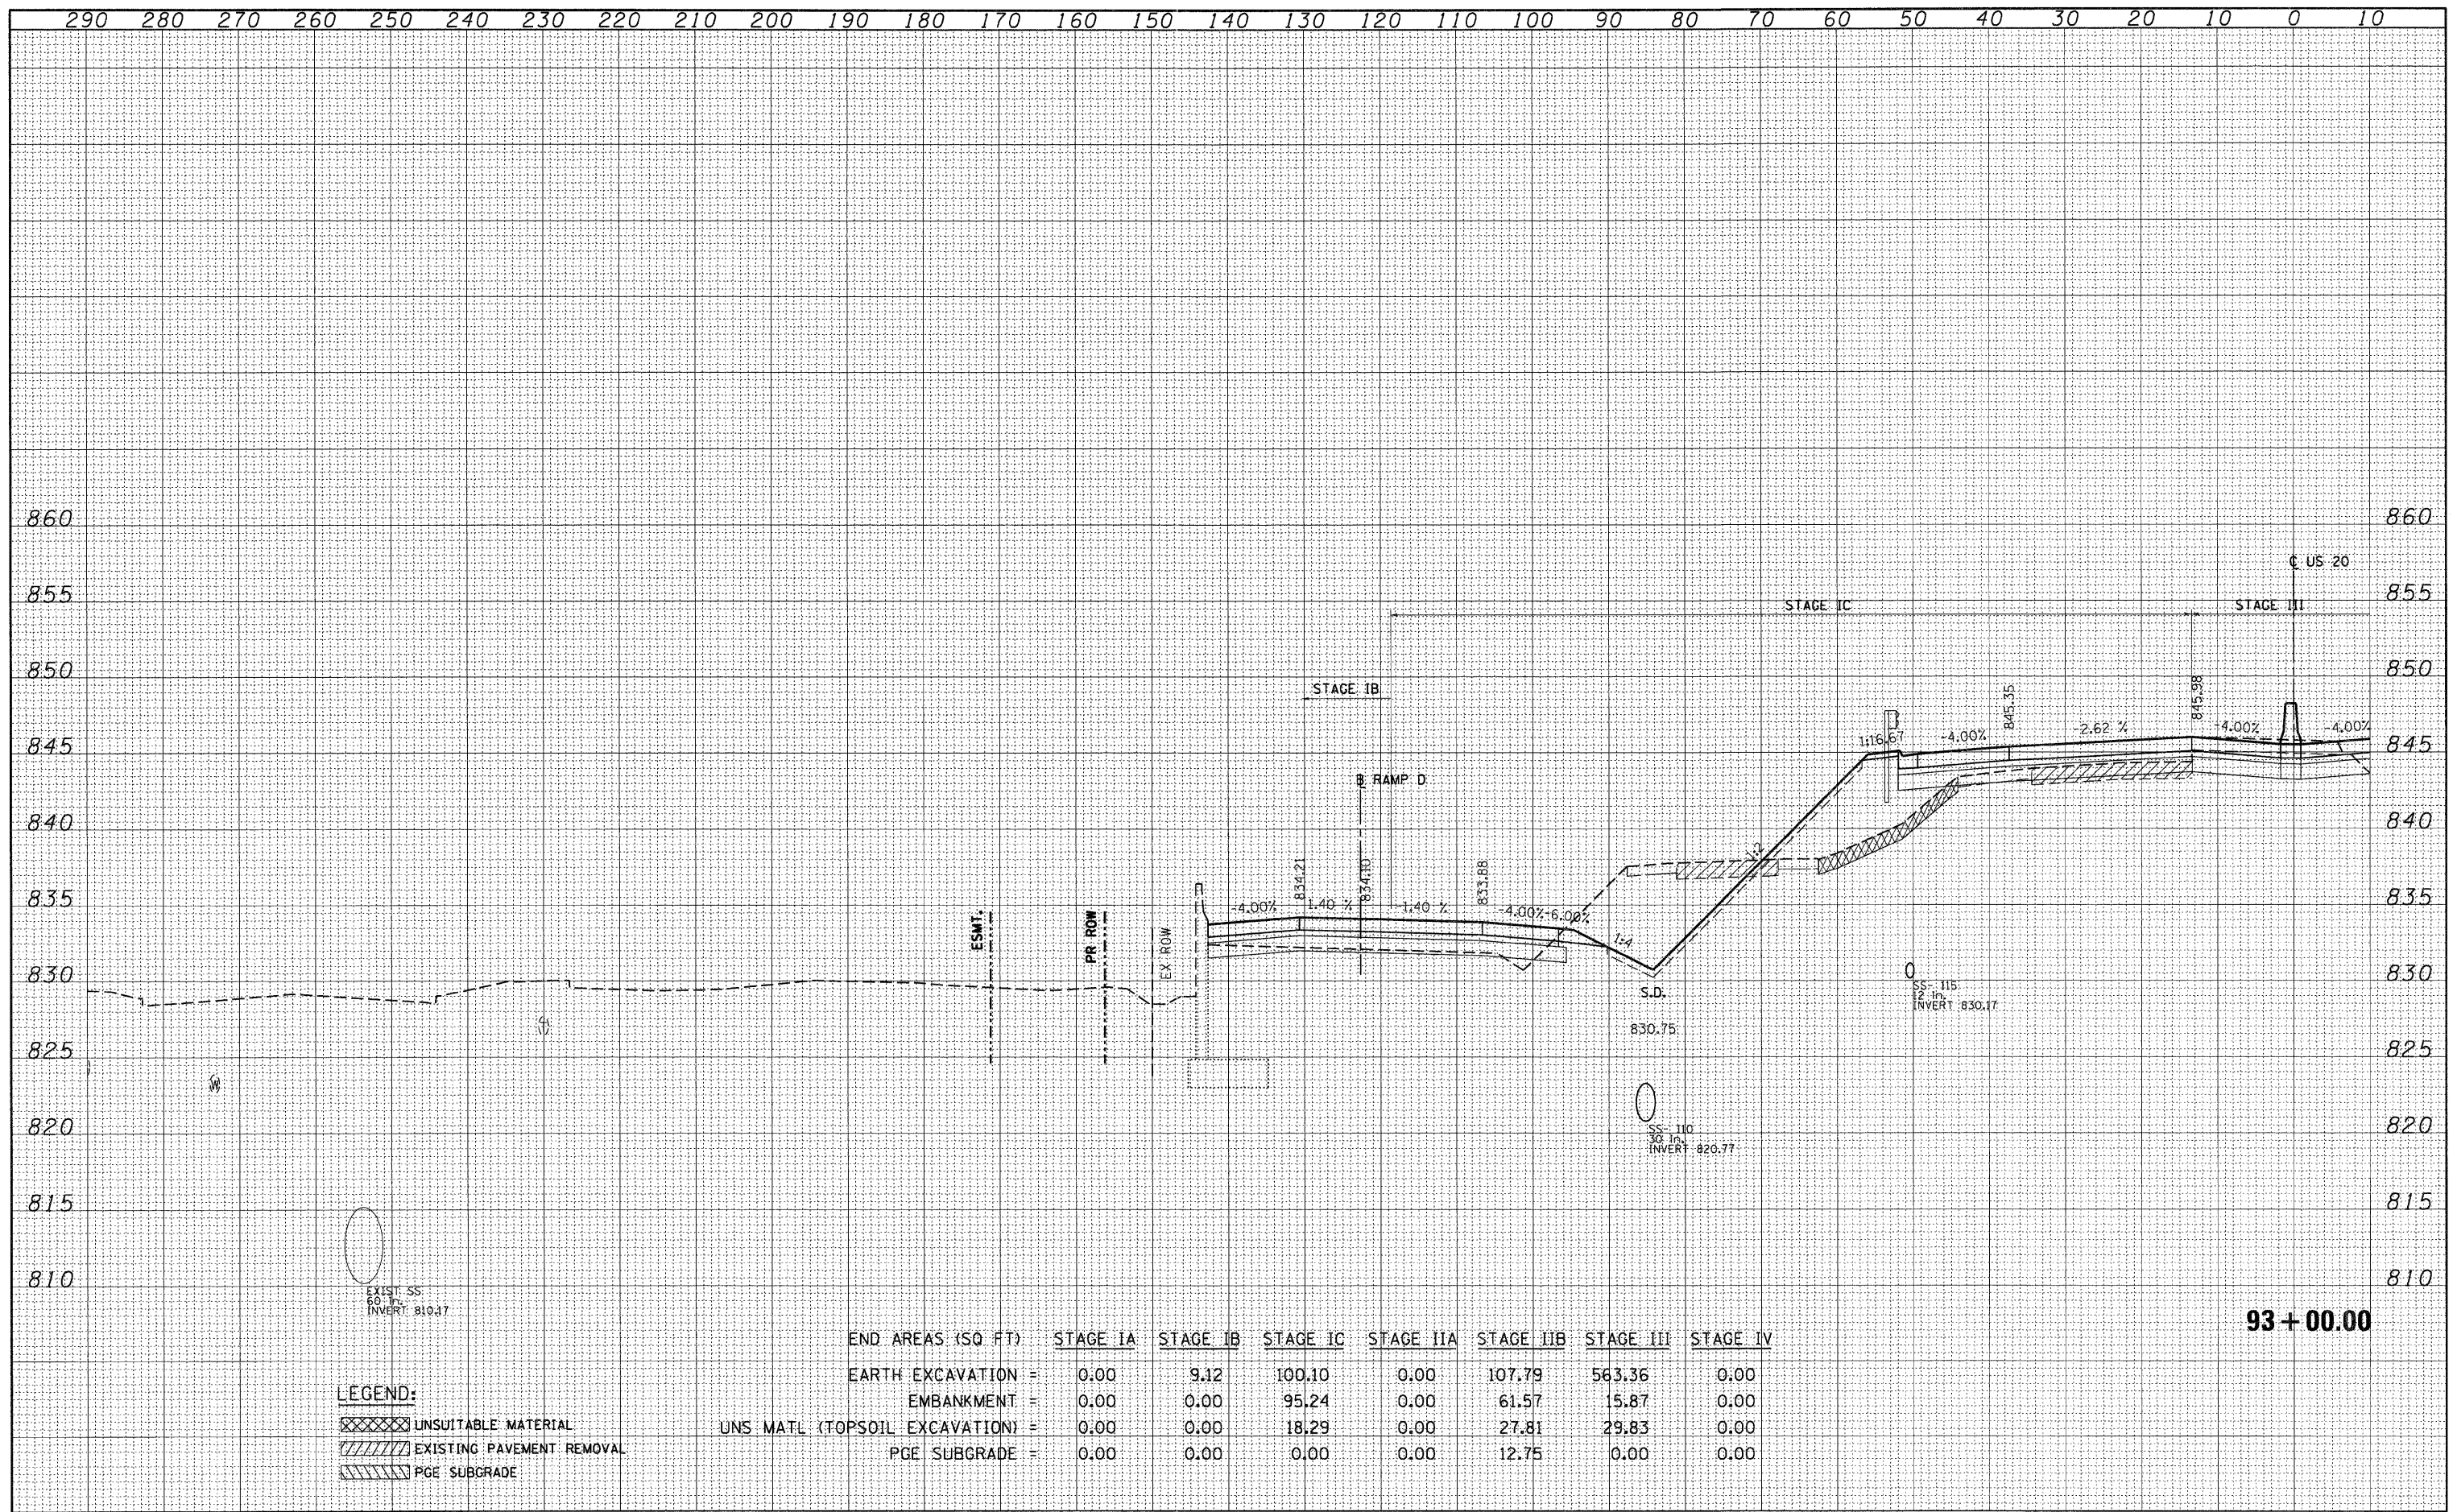 290 280 270 260 250 240 230 220 210 200 190 180 170 160 150 140 130 120 110 100 90 80 70 60 50 40 30 20 10 0 10
860 860
℄ US 20
855 855
STAGE IC STAGE III
850 850
STAGE IB
845.35 845.98
845 1:16.67 -4.00% -2.62 % -4.00% -4.00% 845
B RAMP D
840 840
1:2
834.21 834.10 833.88
835 835
-4.00% 1.40 % -1.40 % -4.00% -6.00%
ESMT. PR ROW EX ROW
1:4
830 830
S.D.
830.75
SS- 115
12 In.
INVERT 830.17
825 825
W
820 820
SS- 110
30 In.
INVERT 820.77
815 815
810 810
EXIST SS
60 In.
INVERT 810.17
93+00.00
END AREAS (SQ FT) STAGE IA STAGE IB STAGE IC STAGE IIA STAGE IIB STAGE III STAGE IV
EARTH EXCAVATION = 0.00 9.12 100.10 0.00 107.79 563.36 0.00
EMBANKMENT = 0.00 0.00 95.24 0.00 61.57 15.87 0.00
UNS MATL (TOPSOIL EXCAVATION) = 0.00 0.00 18.29 0.00 27.81 29.83 0.00
PGE SUBGRADE = 0.00 0.00 0.00 0.00 12.75 0.00 0.00
LEGEND:
UNSUITABLE MATERIAL
EXISTING PAVEMENT REMOVAL
PGE SUBGRADE